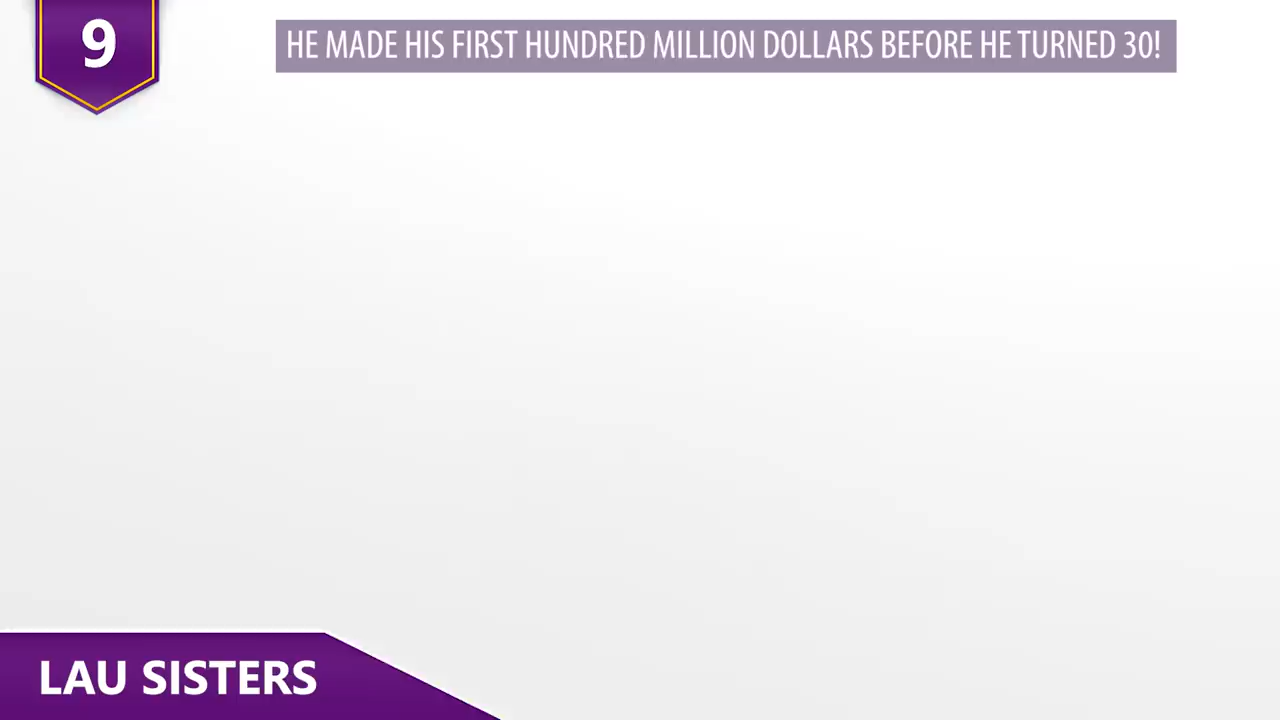 9
HE MADE HIS FIRST HUNDRED MILLION DOLLARS BEFORE HE TURNED 30!
LAU SISTERS